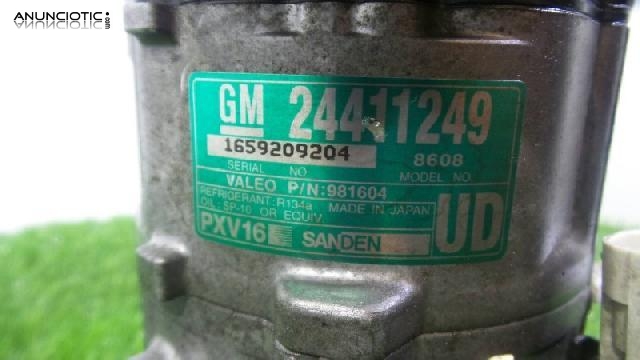 ANUNCIOTIC
.com
GM 24411249
1659209204 8608
SERIAL NO MODEL NO
VALEO P/N:981604
REFRIGERANT:R134a MADE IN JAPAN
OIL: SP-10 OR EQUIV.
PXV16 SANDEN UD